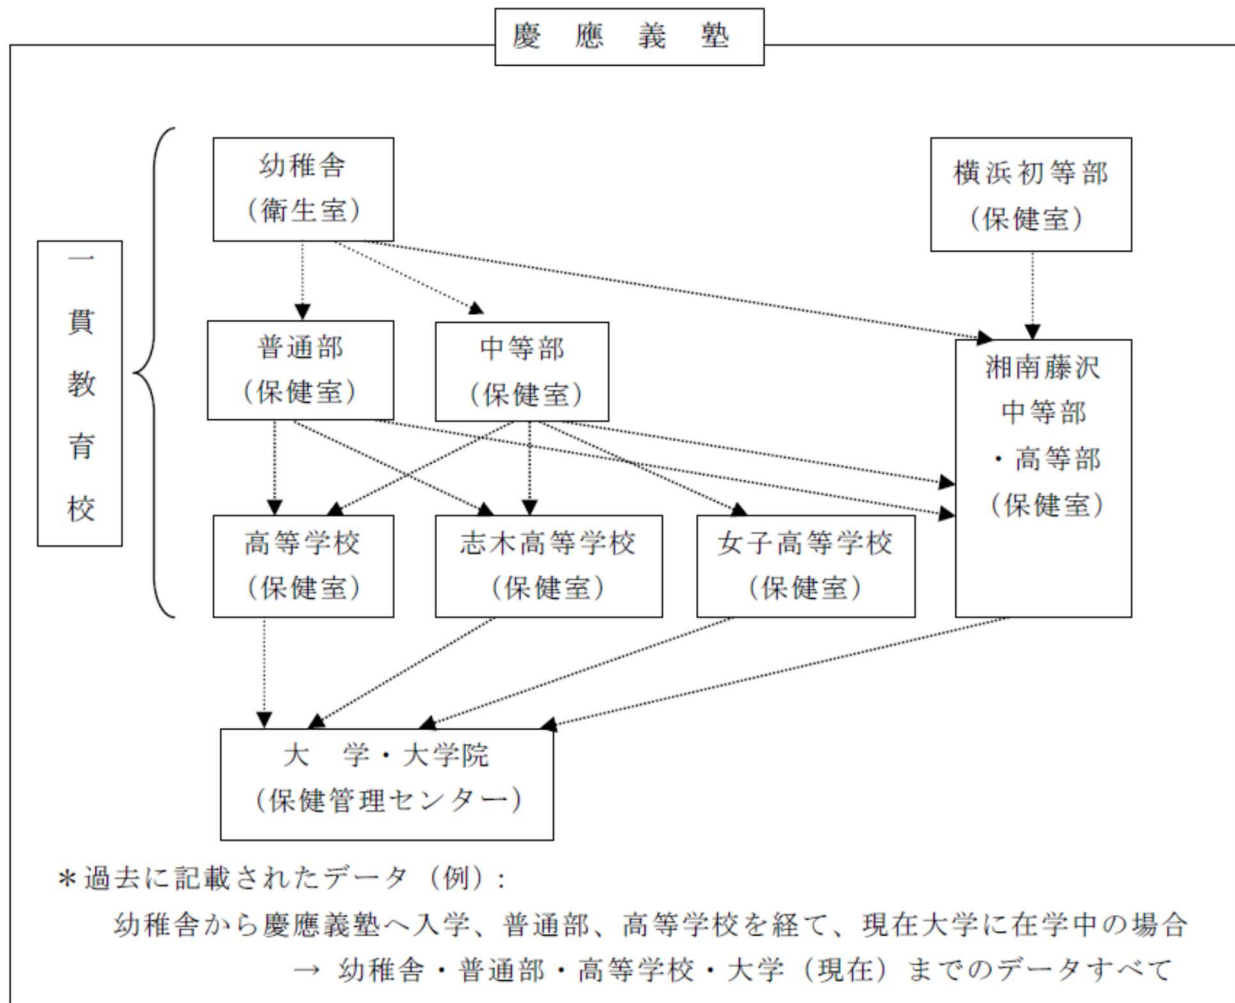 慶 應 義 塾
幼稚舎
(衛生室)
横浜初等部
(保健室)
一貫教育校
普通部
(保健室)
中等部
(保健室)
湘南藤沢
中等部
・高等部
(保健室)
高等学校
(保健室)
志木高等学校
(保健室)
女子高等学校
(保健室)
大 学・大学院
(保健管理センター)
＊過去に記載されたデータ(例):
幼稚舎から慶應義塾へ入学、普通部、高等学校を経て、現在大学に在学中の場合
→ 幼稚舎・普通部・高等学校・大学(現在)までのデータすべて